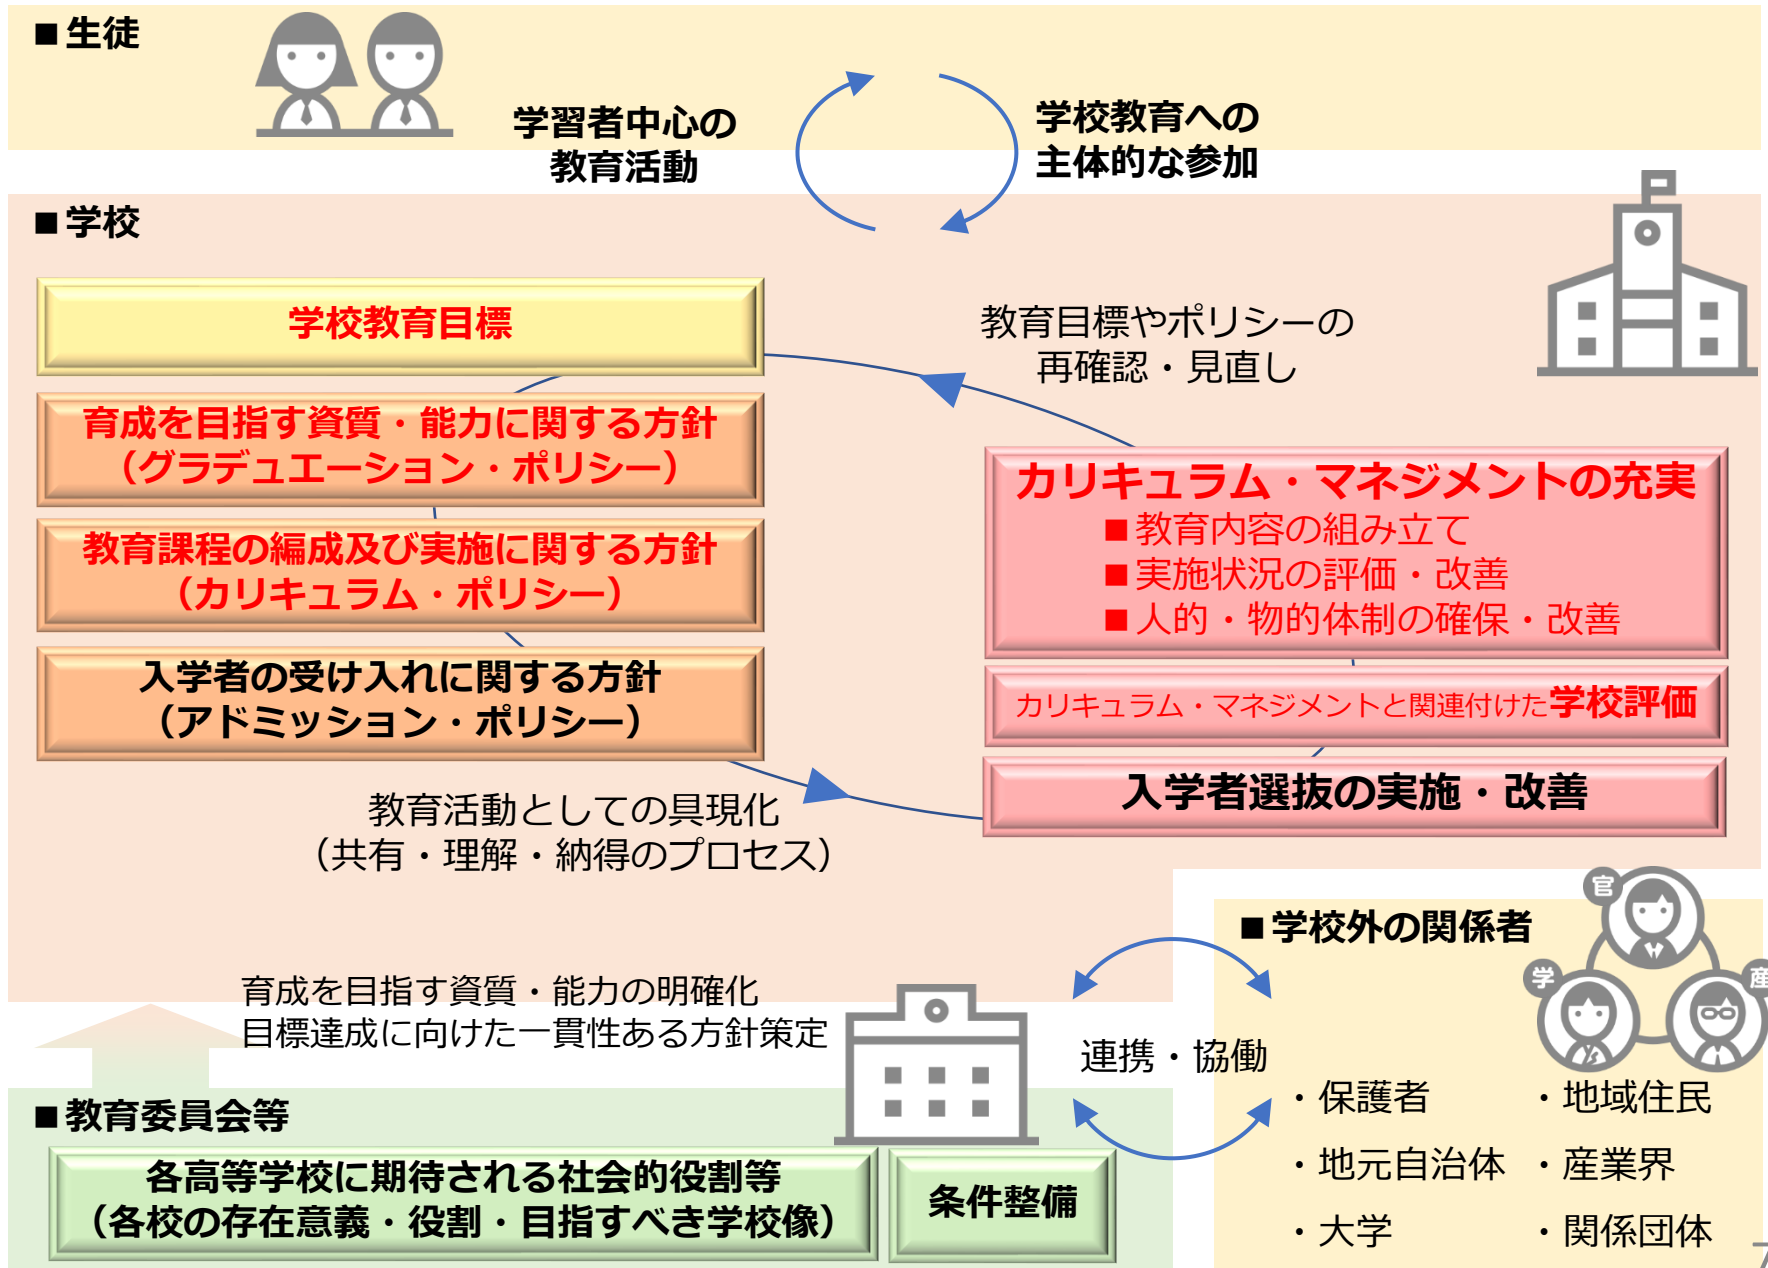 ■生徒
学習者中心の
教育活動
学校教育への
主体的な参加
■学校
学校教育目標
教育目標やポリシーの
再確認・見直し
育成を目指す資質・能力に関する方針
（グラデュエーション・ポリシー）
教育課程の編成及び実施に関する方針
（カリキュラム・ポリシー）
入学者の受け入れに関する方針
（アドミッション・ポリシー）
カリキュラム・マネジメントの充実
■教育内容の組み立て
■実施状況の評価・改善
■人的・物的体制の確保・改善
カリキュラム・マネジメントと関連付けた学校評価
入学者選抜の実施・改善
教育活動としての具現化
（共有・理解・納得のプロセス）
育成を目指す資質・能力の明確化
目標達成に向けた一貫性ある方針策定
連携・協働
■学校外の関係者
官
学
産
・保護者
・地域住民
・地元自治体
・産業界
・大学
・関係団体
■教育委員会等
各高等学校に期待される社会的役割等
（各校の存在意義・役割・目指すべき学校像）
条件整備